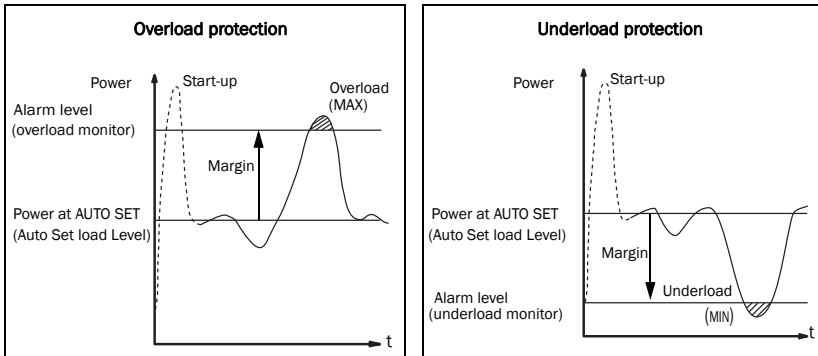 Overload protection
Power
Start-up
Overload
(MAX)
Alarm level
(overload monitor)
Margin
Power at AUTO SET
(Auto Set load Level)
t
Underload protection
Power
Start-up
Power at AUTO SET
(Auto Set load Level)
Margin
Underload
Alarm level
(MIN)
(underload monitor)
t